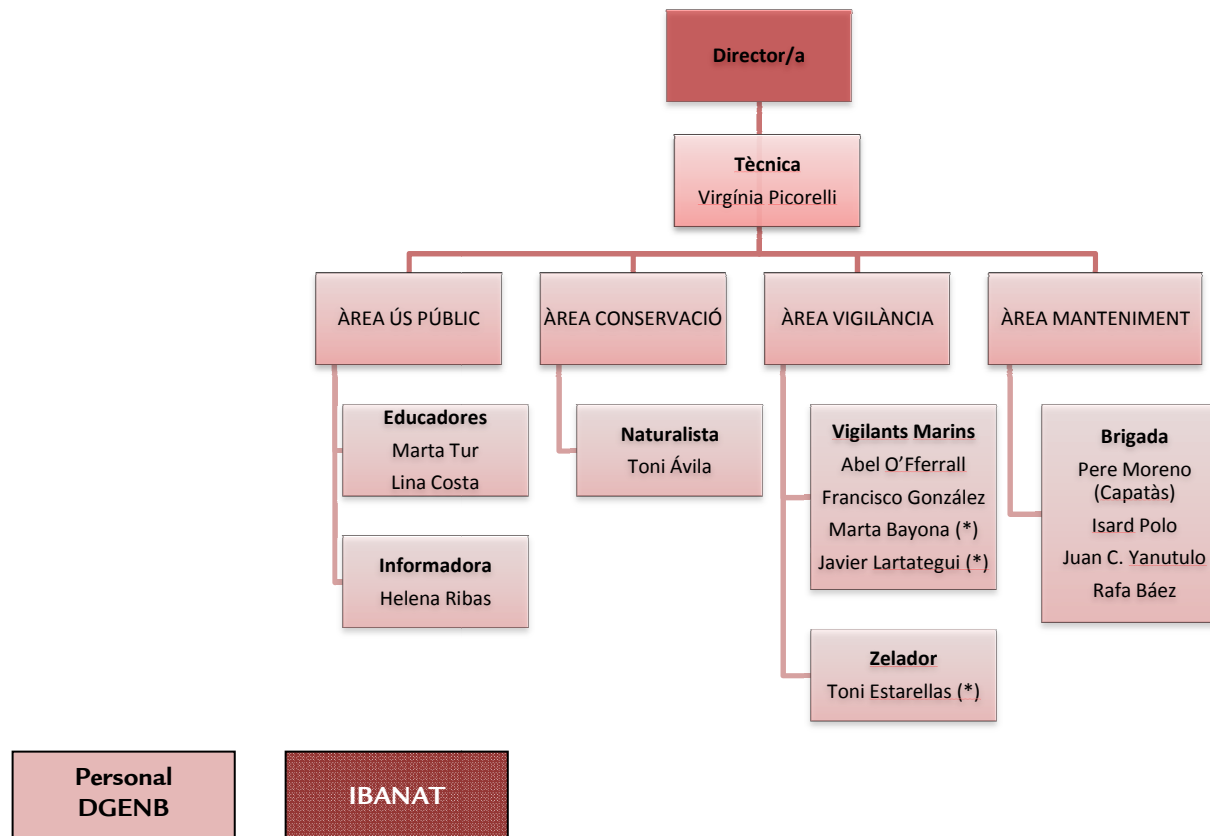 Director/a
Tècnica
Virgínia Picorelli
ÀREA ÚS PÚBLIC
ÀREA CONSERVACIÓ
ÀREA VIGILÀNCIA
ÀREA MANTENIMENT
Educadores
Marta Tur
Lina Costa
Informadora
Helena Ribas
Naturalista
Toni Ávila
Vigilants Marins
Abel O’Fferrall
Francisco González
Marta Bayona (*)
Javier Lartategui (*)
Zelador
Toni Estarellas (*)
Brigada
Pere Moreno
(Capatàs)
Isard Polo
Juan C. Yanutulo
Rafa Báez
Personal
DGENB
IBANAT